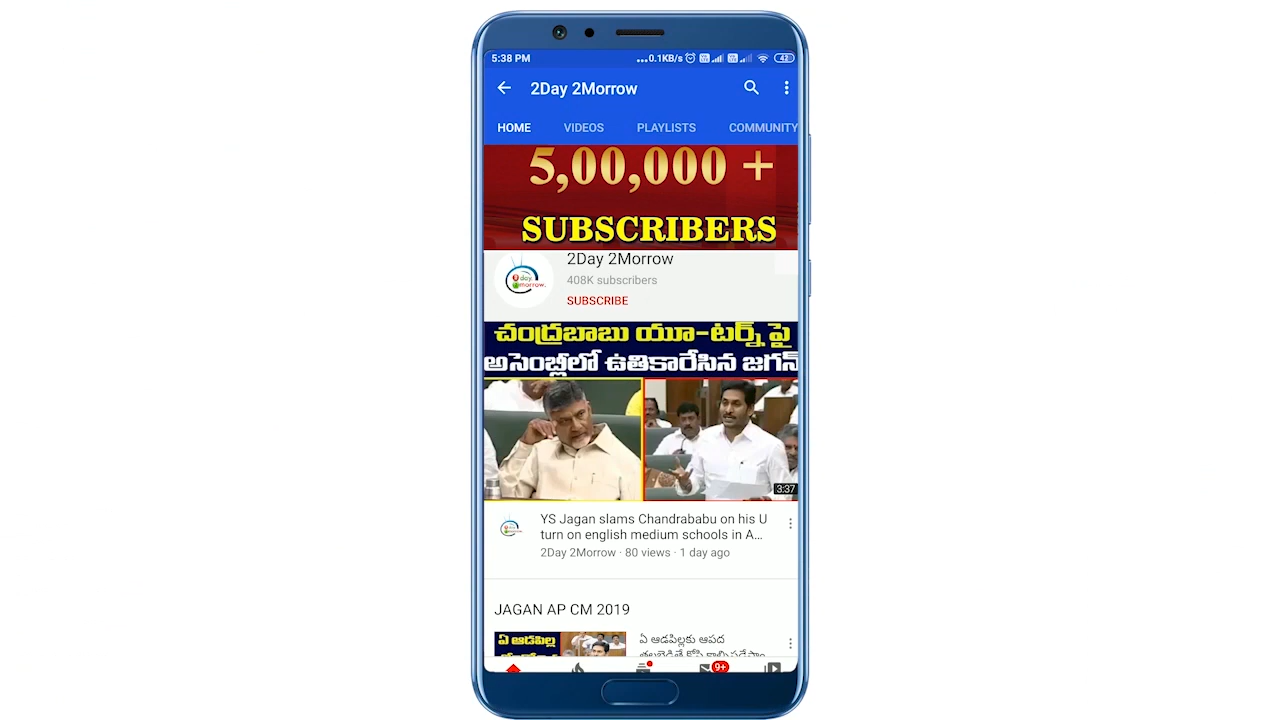 5:38 PM
...0.1KB/s
42
2Day 2Morrow
HOME VIDEOS PLAYLISTS COMMUNITY
5,00,000 +
SUBSCRIBERS
2Day 2Morrow
408K subscribers
SUBSCRIBE
చంద్రబాబు యూ-టర్న్ పై
అసెంబ్లీలో ఉతికారేసిన జగన్
3:37
YS Jagan slams Chandrababu on his U
turn on english medium schools in A...
2Day 2Morrow · 80 views · 1 day ago
JAGAN AP CM 2019
ఏ ఆడపిల్ల
ఏ ఆడపిల్లకు ఆపద
9+